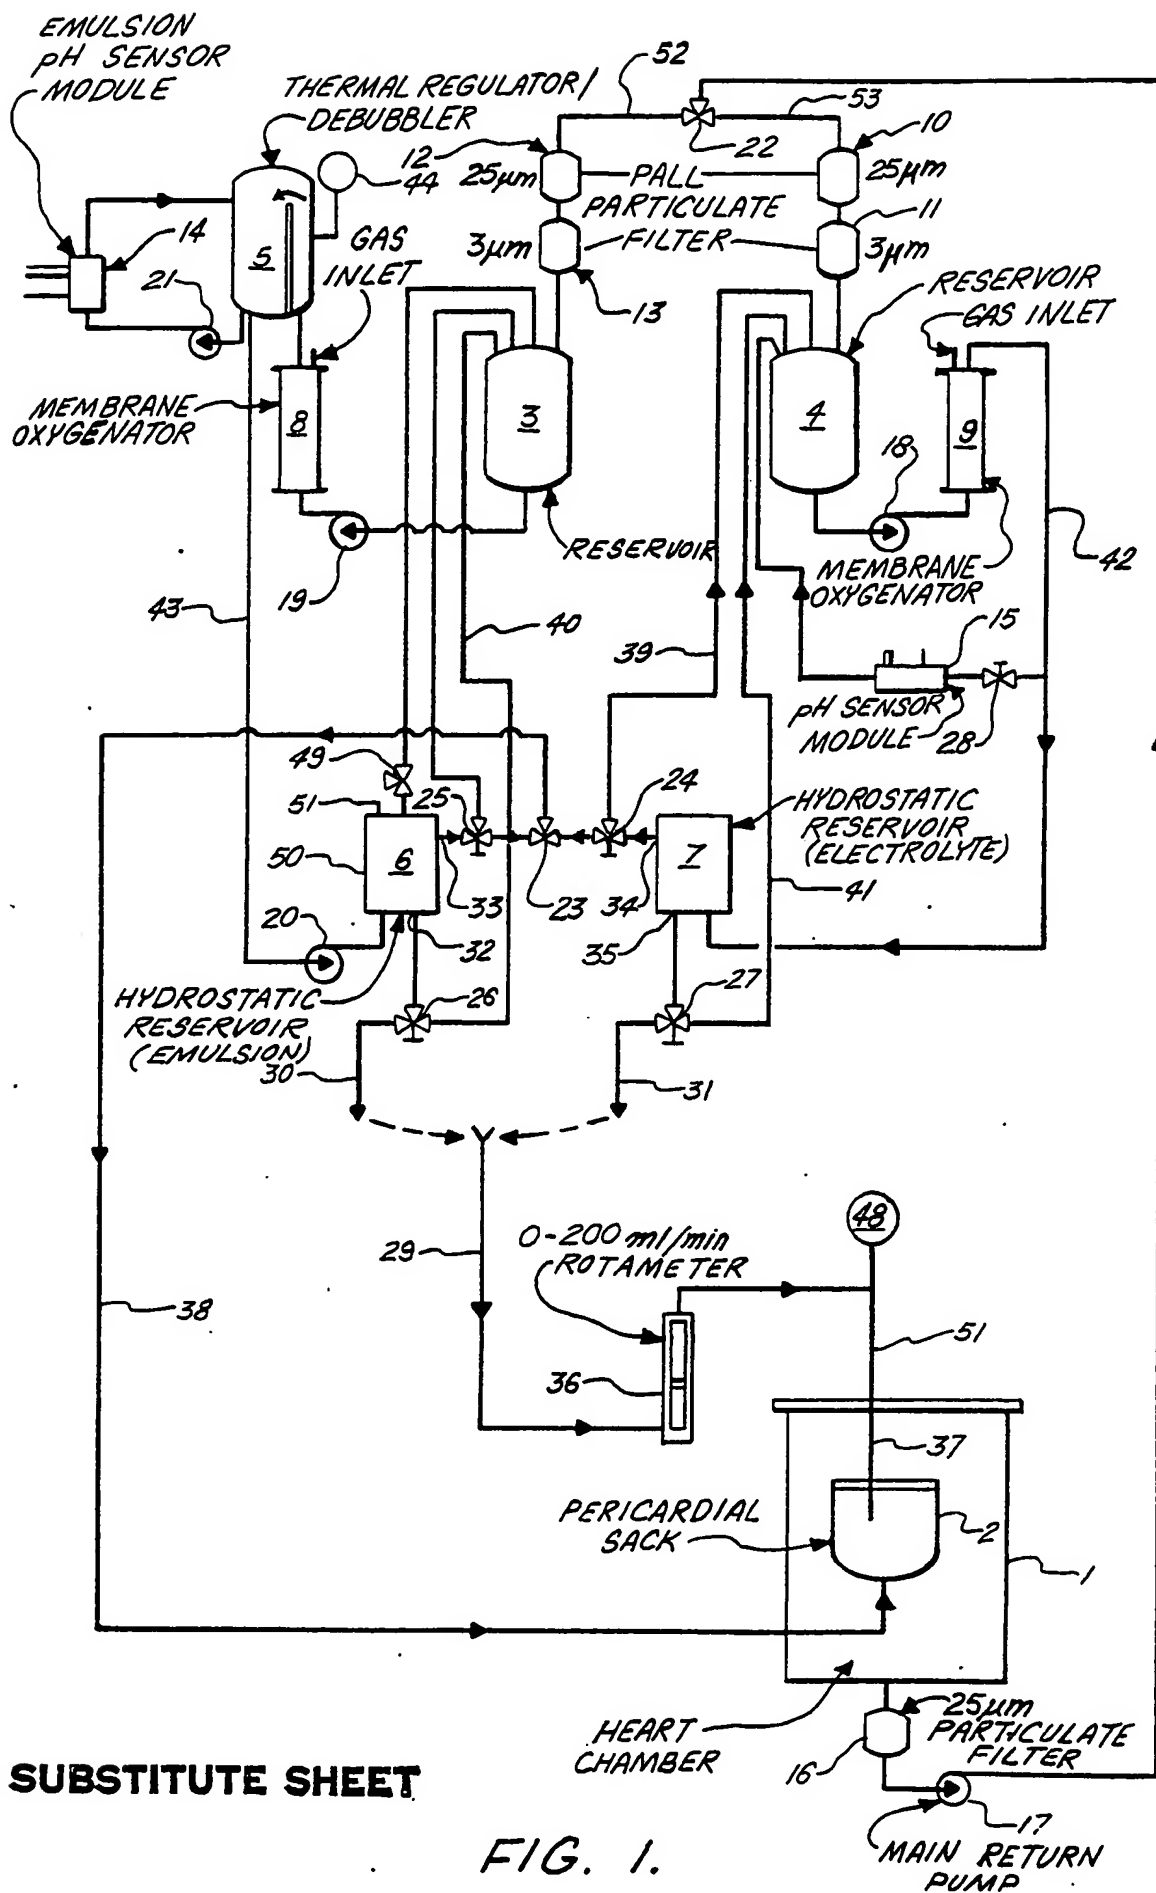 EMULSION
pH SENSOR
MODULE
THERMAL REGULATOR/
DEBUBBLER
52
53
22
12
44
25µm
PALL
PARTICULATE
FILTER
10
25µm
11
3µm
3µm
13
14
5
21
GAS
INLET
RESERVOIR
GAS INLET
MEMBRANE
OXYGENATOR
8
3
4
9
18
19
RESERVOIR
MEMBRANE
OXYGENATOR
42
43
40
39
15
pH SENSOR
MODULE
28
49
51
25
24
HYDROSTATIC
RESERVOIR
(ELECTROLYTE)
50
6
7
33
23
34
41
20
32
35
HYDROSTATIC
RESERVOIR
(EMULSION)
26
27
30
31
29
0-200 ml/min
ROTAMETER
48
38
51
36
37
PERICARDIAL
SACK
2
1
HEART
CHAMBER
25µm
PARTICULATE
FILTER
16
17
MAIN RETURN
PUMP
SUBSTITUTE SHEET
FIG. 1.